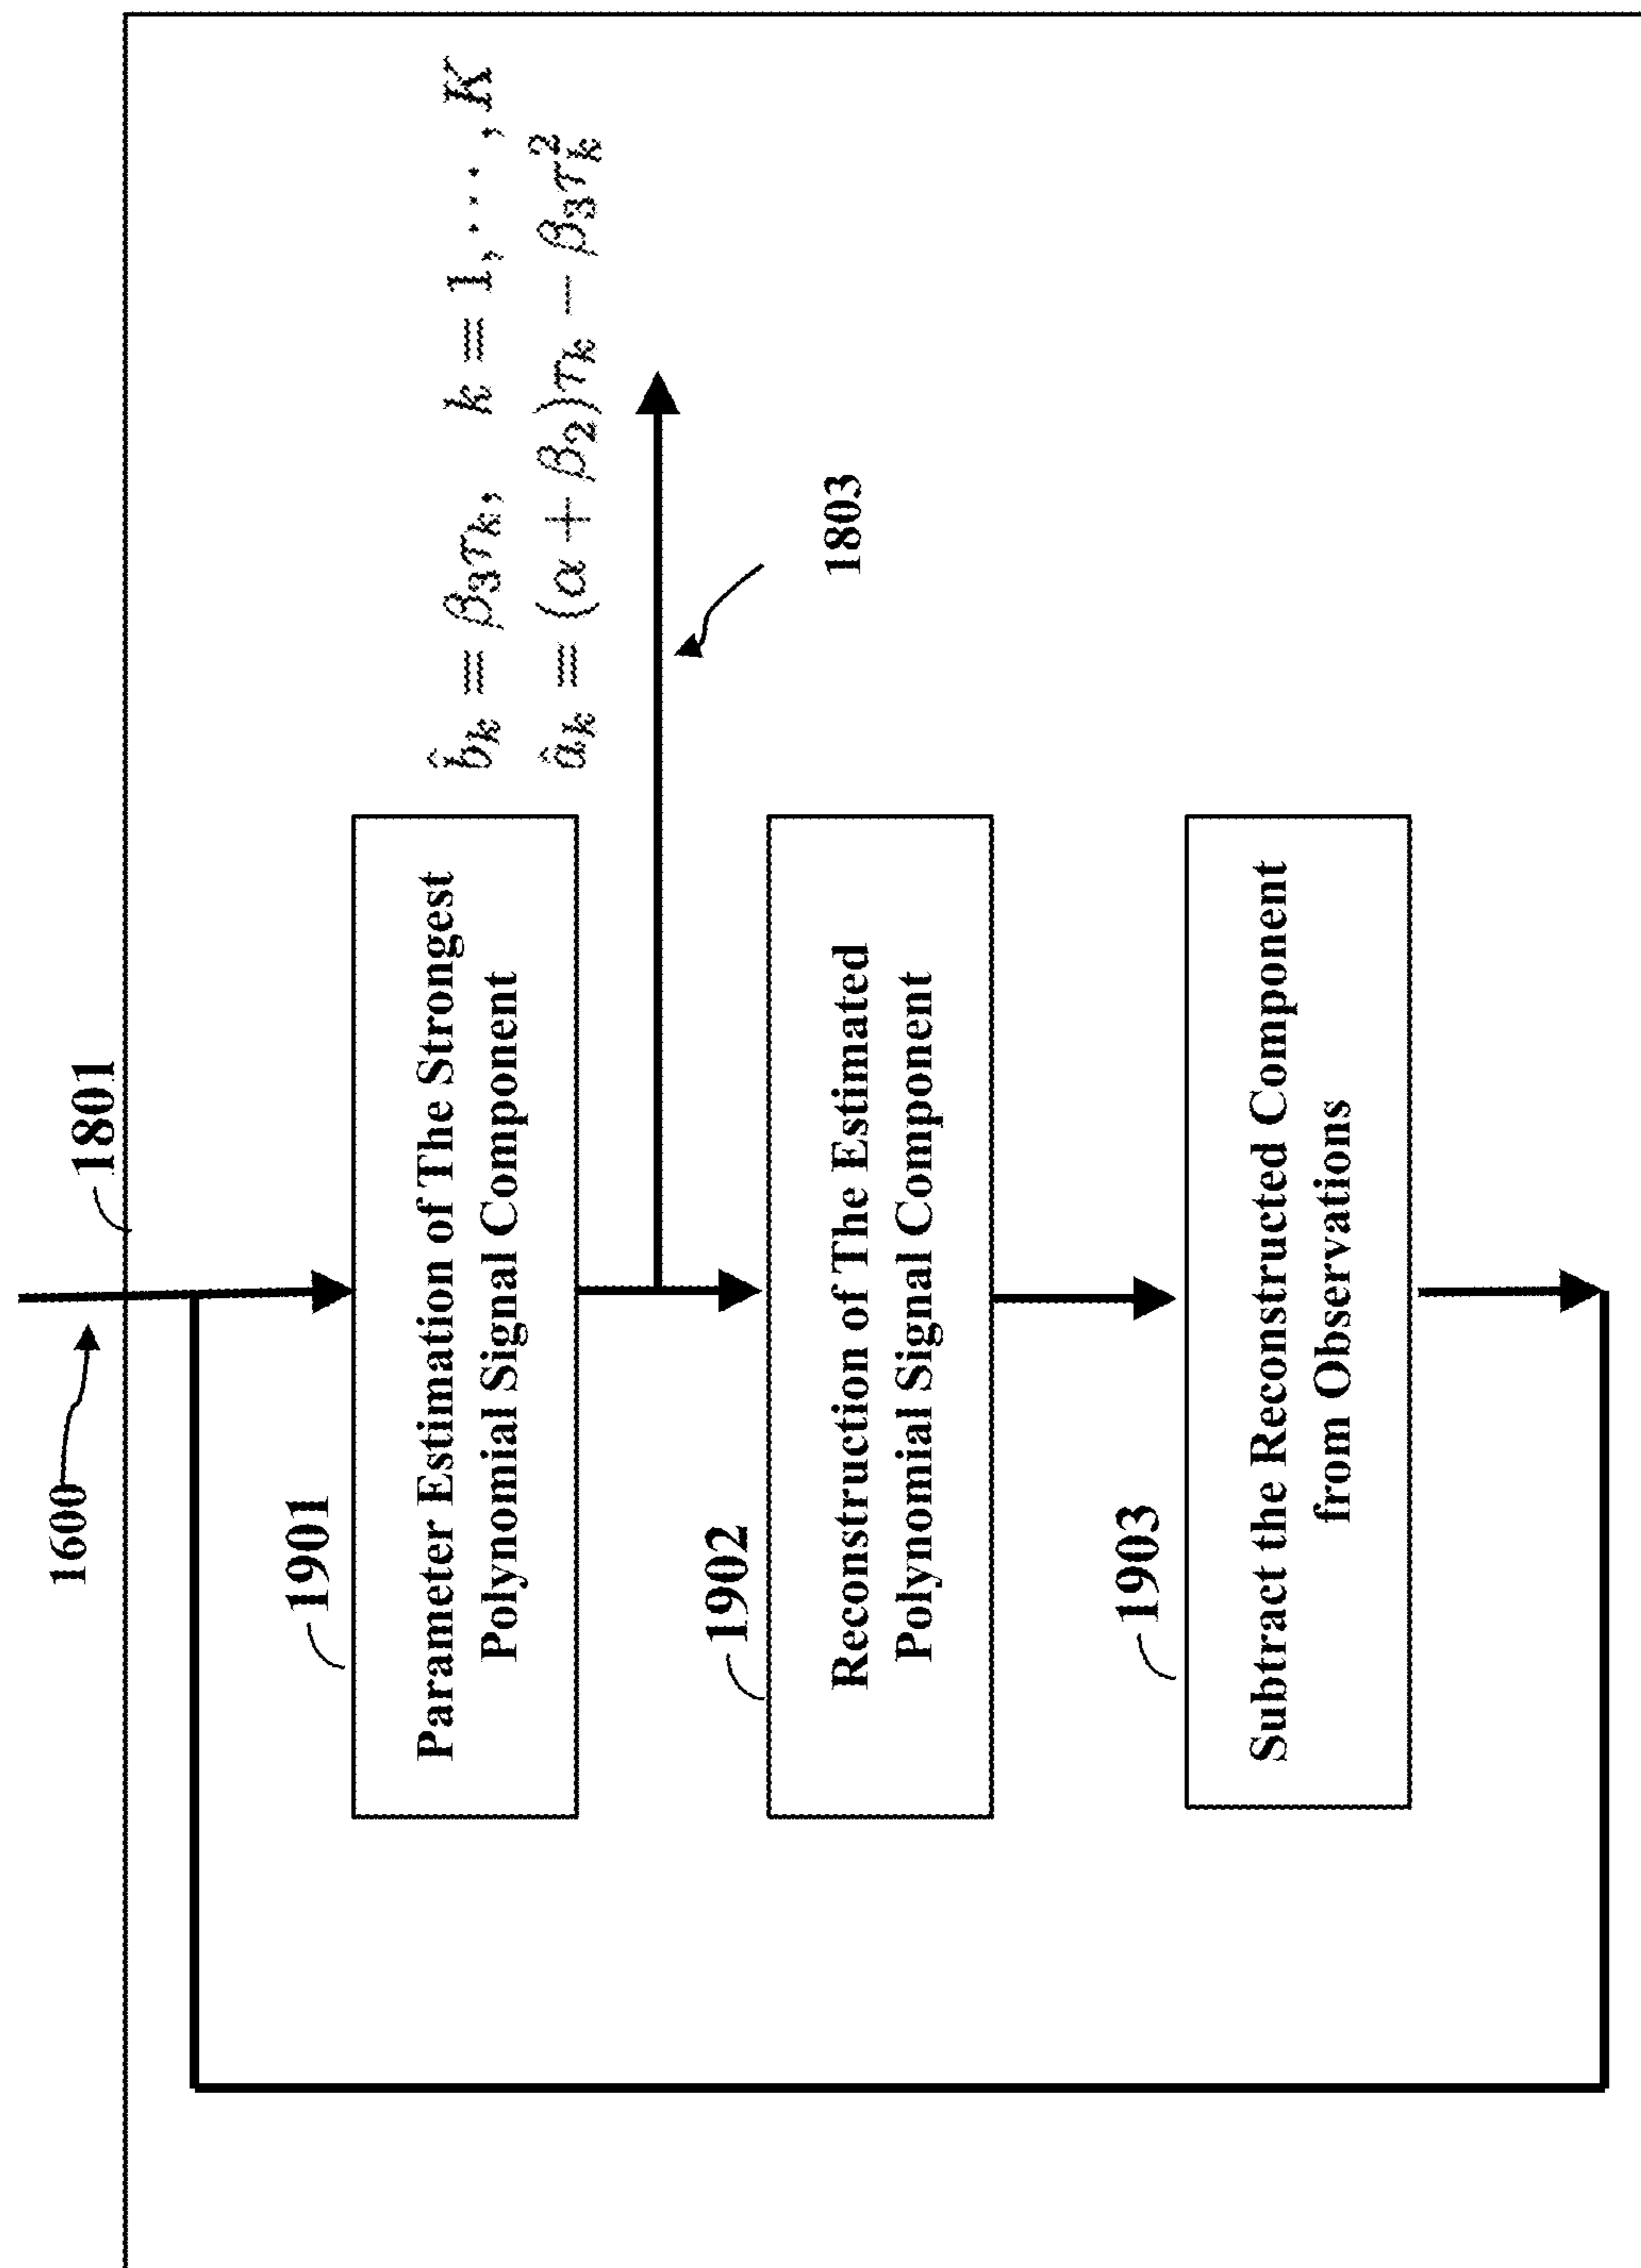 1600
1801
1901
Parameter Estimation of The Strongest
Polynomial Signal Component
b̂ₖ = β₃τₖ, k = 1, ⋯ , K
âₖ = (α + β₂)τₖ − β₃τₖ²
1803
1902
Reconstruction of The Estimated
Polynomial Signal Component
1903
Subtract the Reconstructed Component
from Observations